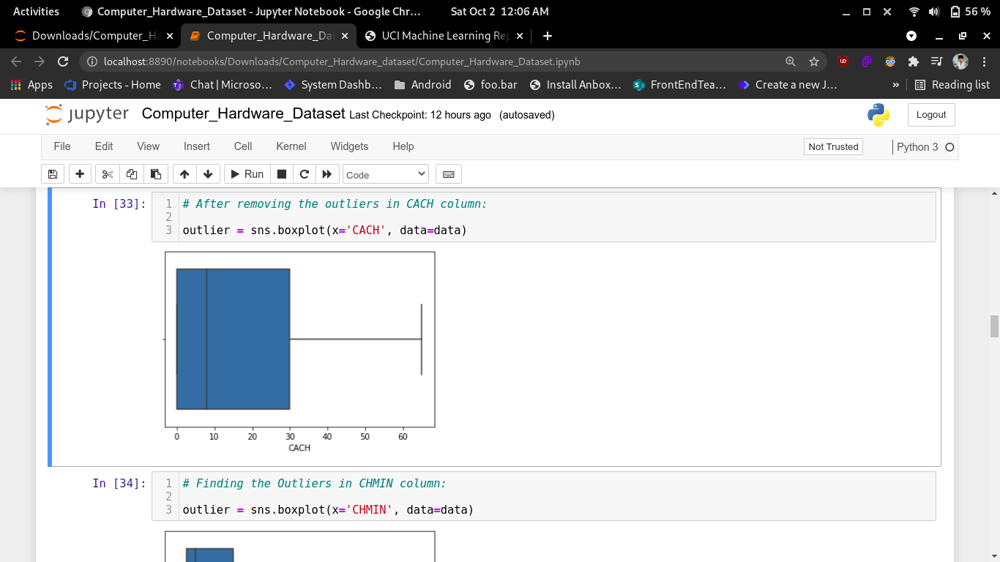 Activities Computer_Hardware_Dataset - Jupyter Notebook - Google Chr... Sat Oct 2 12:06 AM 56 %
Downloads/Computer_Ha Computer_Hardware_Dat UCI Machine Learning Rep
localhost:8890/notebooks/Downloads/Computer_Hardware_dataset/Computer_Hardware_Dataset.ipynb
Apps Projects - Home Chat | Microso... System Dashb... Android foo.bar Install Anbox... FrontEndTea... Create a new J... » Reading list
jupyter Computer_Hardware_Dataset Last Checkpoint: 12 hours ago (autosaved) Logout
File Edit View Insert Cell Kernel Widgets Help Not Trusted Python 3
Run Code
In [33]: 1 # After removing the outliers in CACH column:
2
3 outlier = sns.boxplot(x='CACH', data=data)
0 10 20 30 40 50 60
CACH
In [34]: 1 # Finding the Outliers in CHMIN column:
2
3 outlier = sns.boxplot(x='CHMIN', data=data)